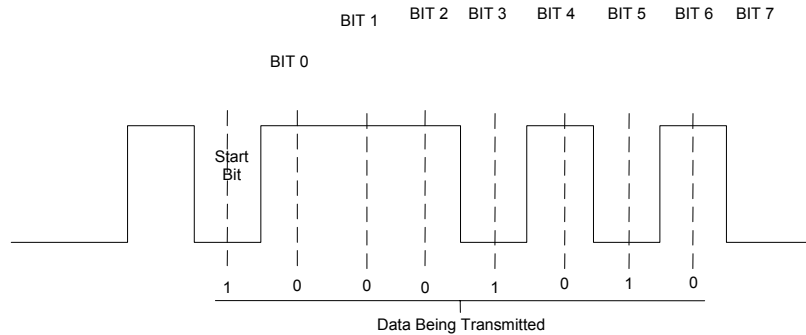 BIT 0 BIT 1 BIT 2 BIT 3 BIT 4 BIT 5 BIT 6 BIT 7
Start
Bit
1 0 0 0 1 0 1 0
Data Being Transmitted